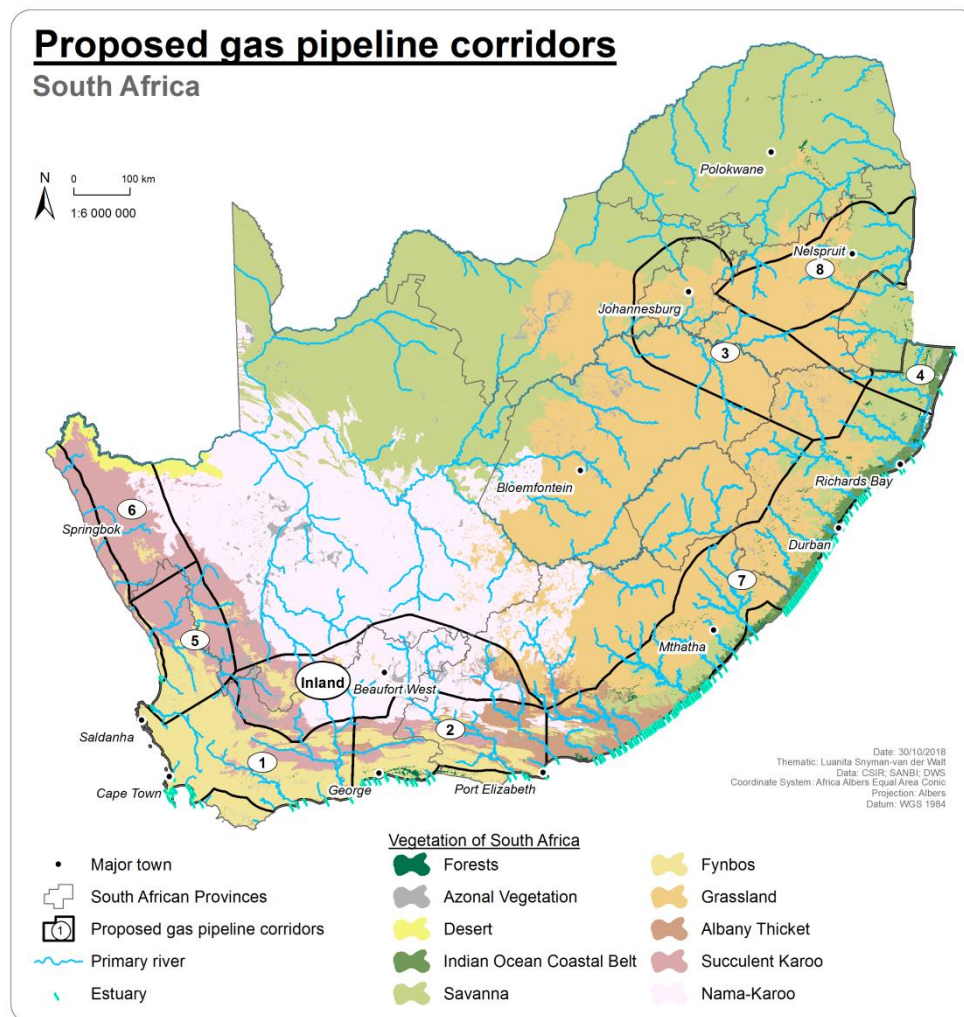 Proposed gas pipeline corridors
South Africa
N
0 100 km
1:6 000 000
Polokwane
Nelspruit
8
Johannesburg
3
4
Bloemfontein
Richards Bay
6
Springbok
Durban
7
5
Mthatha
Inland
Beaufort West
Saldanha
2
1
Cape Town
George
Port Elizabeth
Date: 30/10/2018
Thematic: Luanita Snyman-van der Walt
Data: CSIR; SANBI; DWS
Coordinate System: Africa Albers Equal Area Conic
Projection: Albers
Datum: WGS 1984
Major town
South African Provinces
1
Proposed gas pipeline corridors
Primary river
Estuary
Vegetation of South Africa
Forests
Azonal Vegetation
Desert
Indian Ocean Coastal Belt
Savanna
Fynbos
Grassland
Albany Thicket
Succulent Karoo
Nama-Karoo